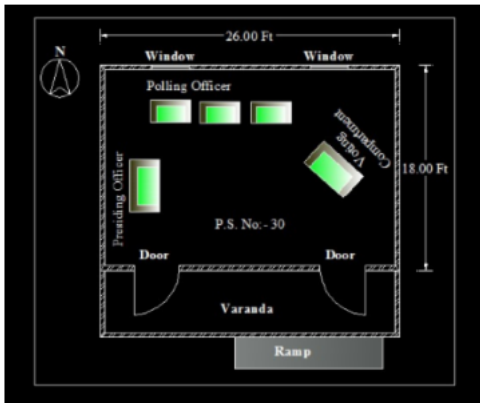 26.00 Ft
N
Window
Window
Polling Officer
Voting
Compartment
18.00 Ft
Presiding Officer
P.S. No:- 30
Door
Door
Varanda
Ramp